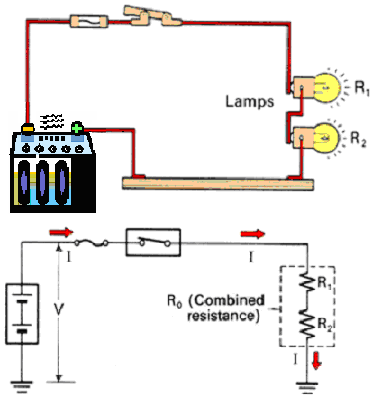 R1
Lamps
R2
I
I
V
R0 (Combined
resistance)
R1
R2
I